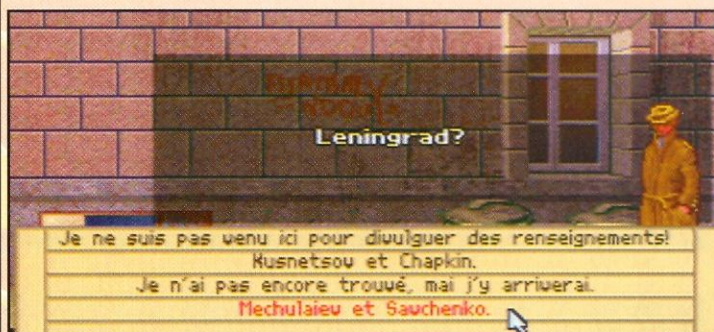 Leningrad?
Je ne suis pas venu ici pour divulguer des renseignements!
Kusnetsov et Chapkin.
Je n'ai pas encore trouvé, mai j'y arriverai.
Mechulaiev et Savchenko.